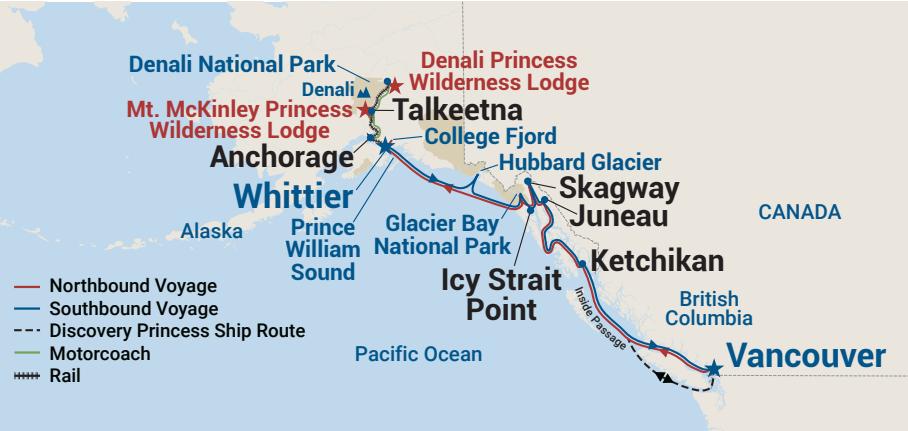 Denali National Park
Denali Princess
Wilderness Lodge
Denali
Mt. McKinley Princess
Wilderness Lodge
Talkeetna
College Fjord
Anchorage
Hubbard Glacier
Whittier
Skagway
Juneau
Prince
William
Sound
Glacier Bay
National Park
CANADA
Alaska
Icy Strait
Point
Ketchikan
Northbound Voyage
Southbound Voyage
Discovery Princess Ship Route
Motorcoach
Rail
Inside Passage
British
Columbia
Pacific Ocean
Vancouver